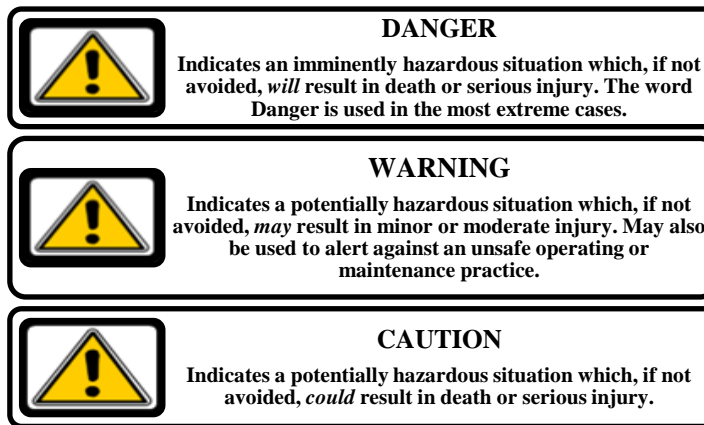 DANGER
Indicates an imminently hazardous situation which, if not
avoided, will result in death or serious injury. The word
Danger is used in the most extreme cases.
WARNING
Indicates a potentially hazardous situation which, if not
avoided, may result in minor or moderate injury. May also
be used to alert against an unsafe operating or
maintenance practice.
CAUTION
Indicates a potentially hazardous situation which, if not
avoided, could result in death or serious injury.